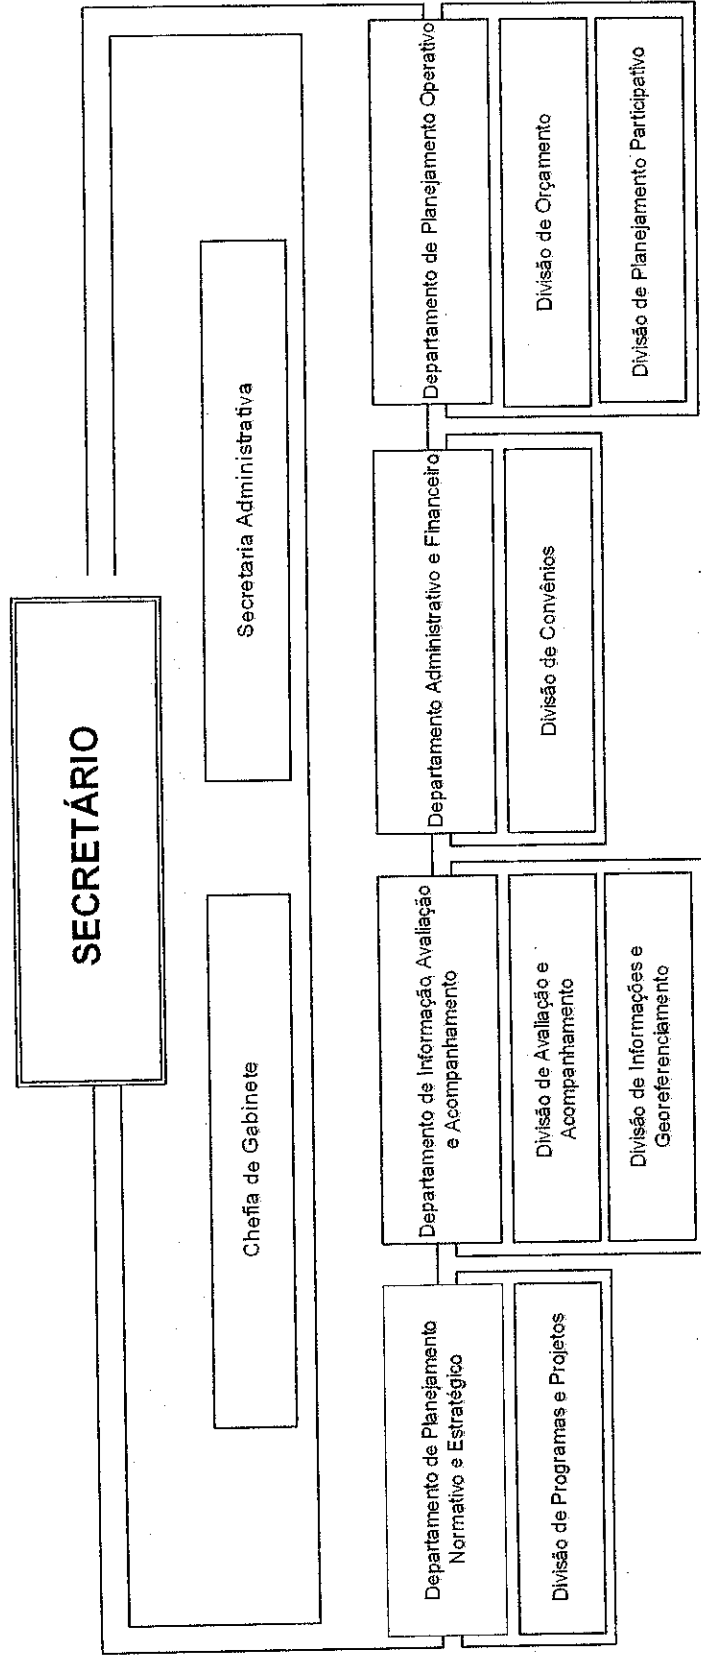 SECRETÁRIO
Chefia de Gabinete
Secretaria Administrativa
Departamento de Planejamento
Normativo e Estratégico
Divisão de Programas e Projetos
Departamento de Informação, Avaliação
e Acompanhamento
Divisão de Avaliação e
Acompanhamento
Divisão de Informações e
Georeferenciamento
Departamento Administrativo e Financeiro
Divisão de Convênios
Departamento de Planejamento Operativo
Divisão de Orçamento
Divisão de Planejamento Participativo